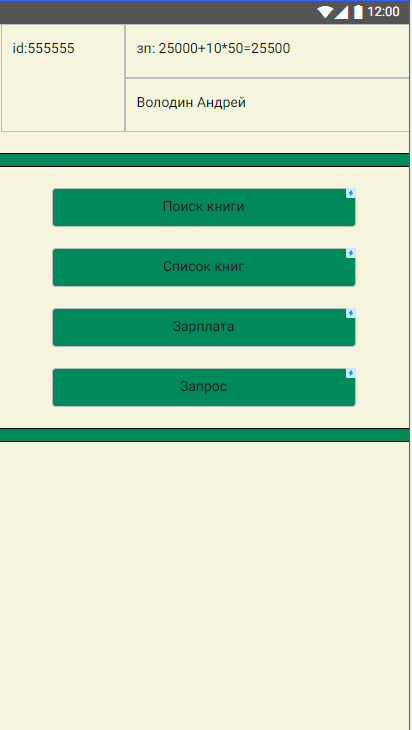 12:00
id:555555
зп: 25000+10*50=25500
Володин Андрей
Поиск книги
Список книг
Зарплата
Запрос